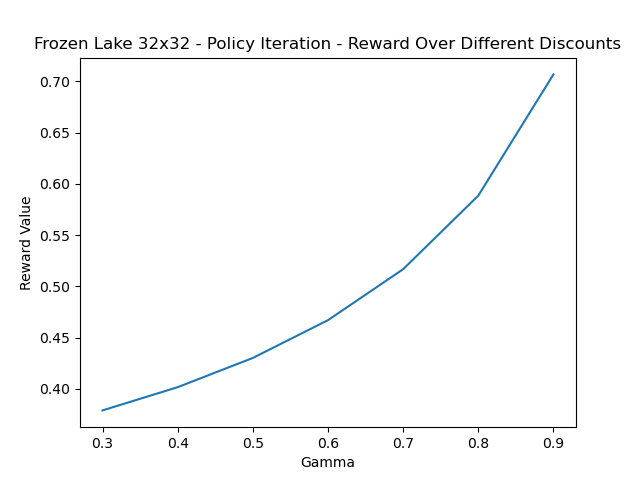 Frozen Lake 32x32 - Policy Iteration - Reward Over Different Discounts
0.70
0.65
0.60
0.55
0.50
0.45
0.40
Reward Value
0.3 0.4 0.5 0.6 0.7 0.8 0.9
Gamma